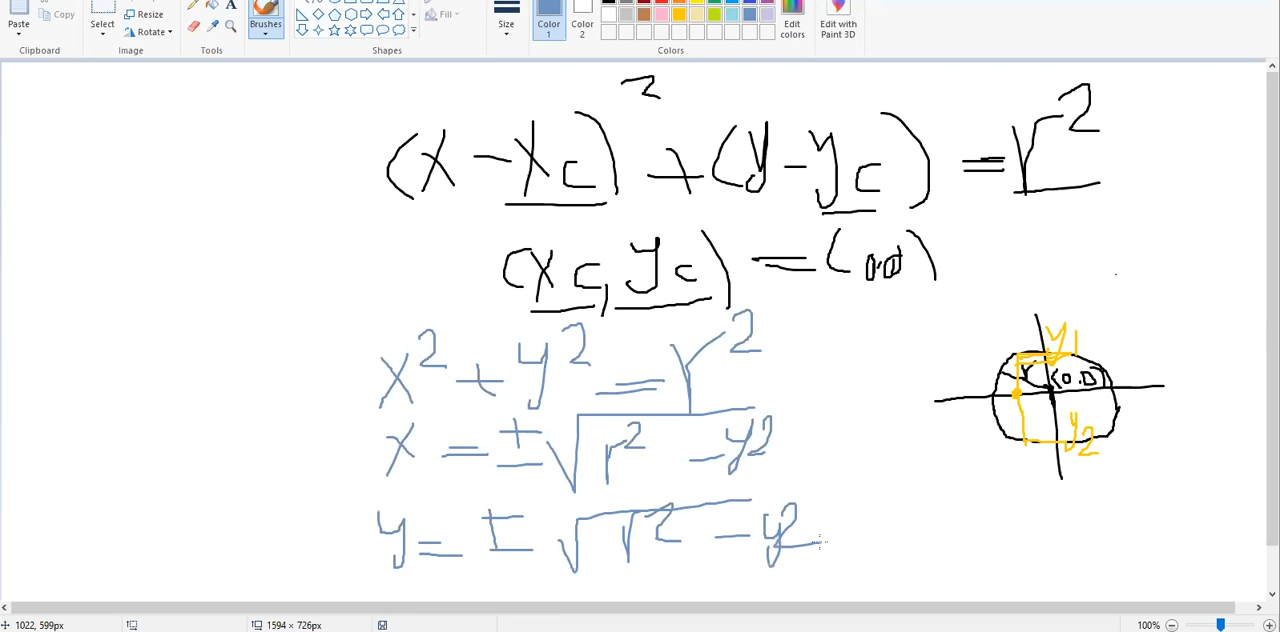 Paste
Copy
Select
Resize
Rotate
A
Brushes
Fill
Size
Color
1
Color
2
Edit
colors
Edit with
Paint 3D
Clipboard
Image
Tools
Shapes
Colors
(x - xc)² + (y - yc) = r²
(xc, yc) = (0.0)
x² + y² = r²
x = ±√r² - y²
y = ± √r² - y²
y1
r
(0.0)
y2
1022, 599px
1594 × 726px
100%